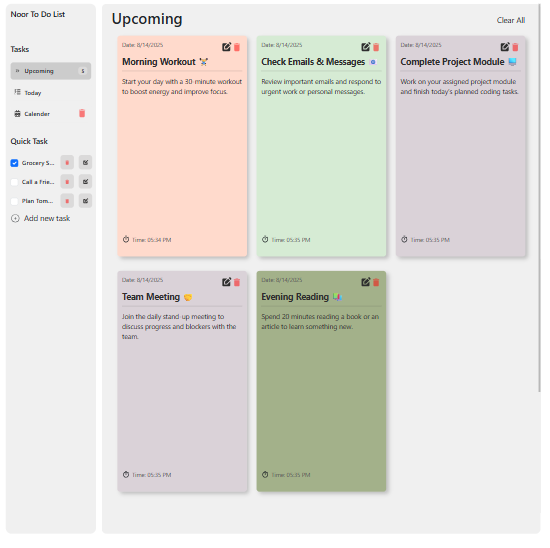 Noor To Do List
Tasks
Upcoming 5
Today
Calender
Quick Task
Grocery S...
Call a Frie...
Plan Tom...
Add new task
Upcoming
Clear All
Date: 8/14/2025
Morning Workout 🏋️
Start your day with a 30-minute workout
to boost energy and improve focus.
Time: 05:34 PM
Date: 8/14/2025
Check Emails & Messages
Review important emails and respond to
urgent work or personal messages.
Time: 05:35 PM
Date: 8/14/2025
Complete Project Module
Work on your assigned project module
and finish today's planned coding tasks.
Time: 05:35 PM
Date: 8/14/2025
Team Meeting 🤝
Join the daily stand-up meeting to
discuss progress and blockers with the
team.
Time: 05:35 PM
Date: 8/14/2025
Evening Reading
Spend 20 minutes reading a book or an
article to learn something new.
Time: 05:35 PM